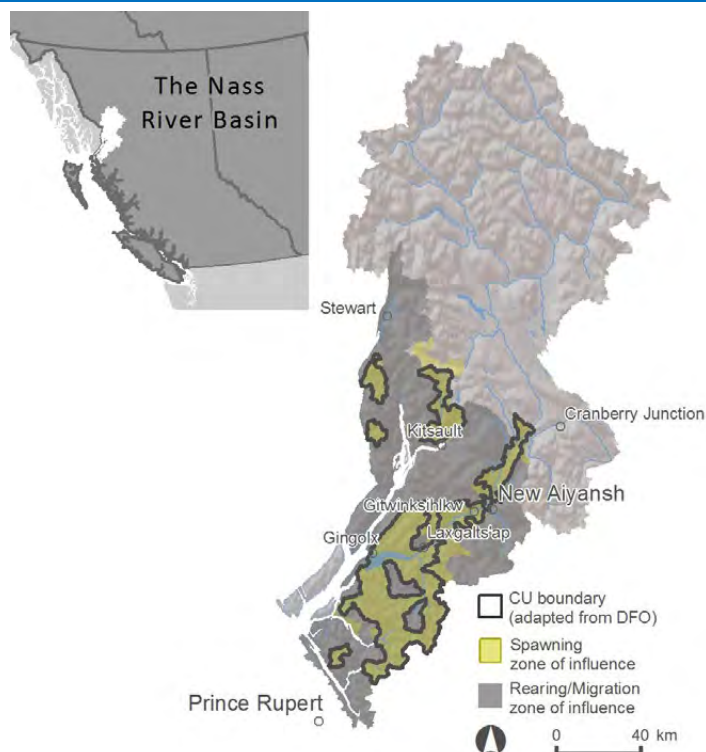 The Nass
River Basin
Stewart
Cranberry Junction
Kitsault
New Aiyansh
Gitwinksihlkw
Laxgalts'ap
Gingolx
CU boundary
(adapted from DFO)
Spawning
zone of influence
Rearing/Migration
zone of influence
Prince Rupert
0 40 km